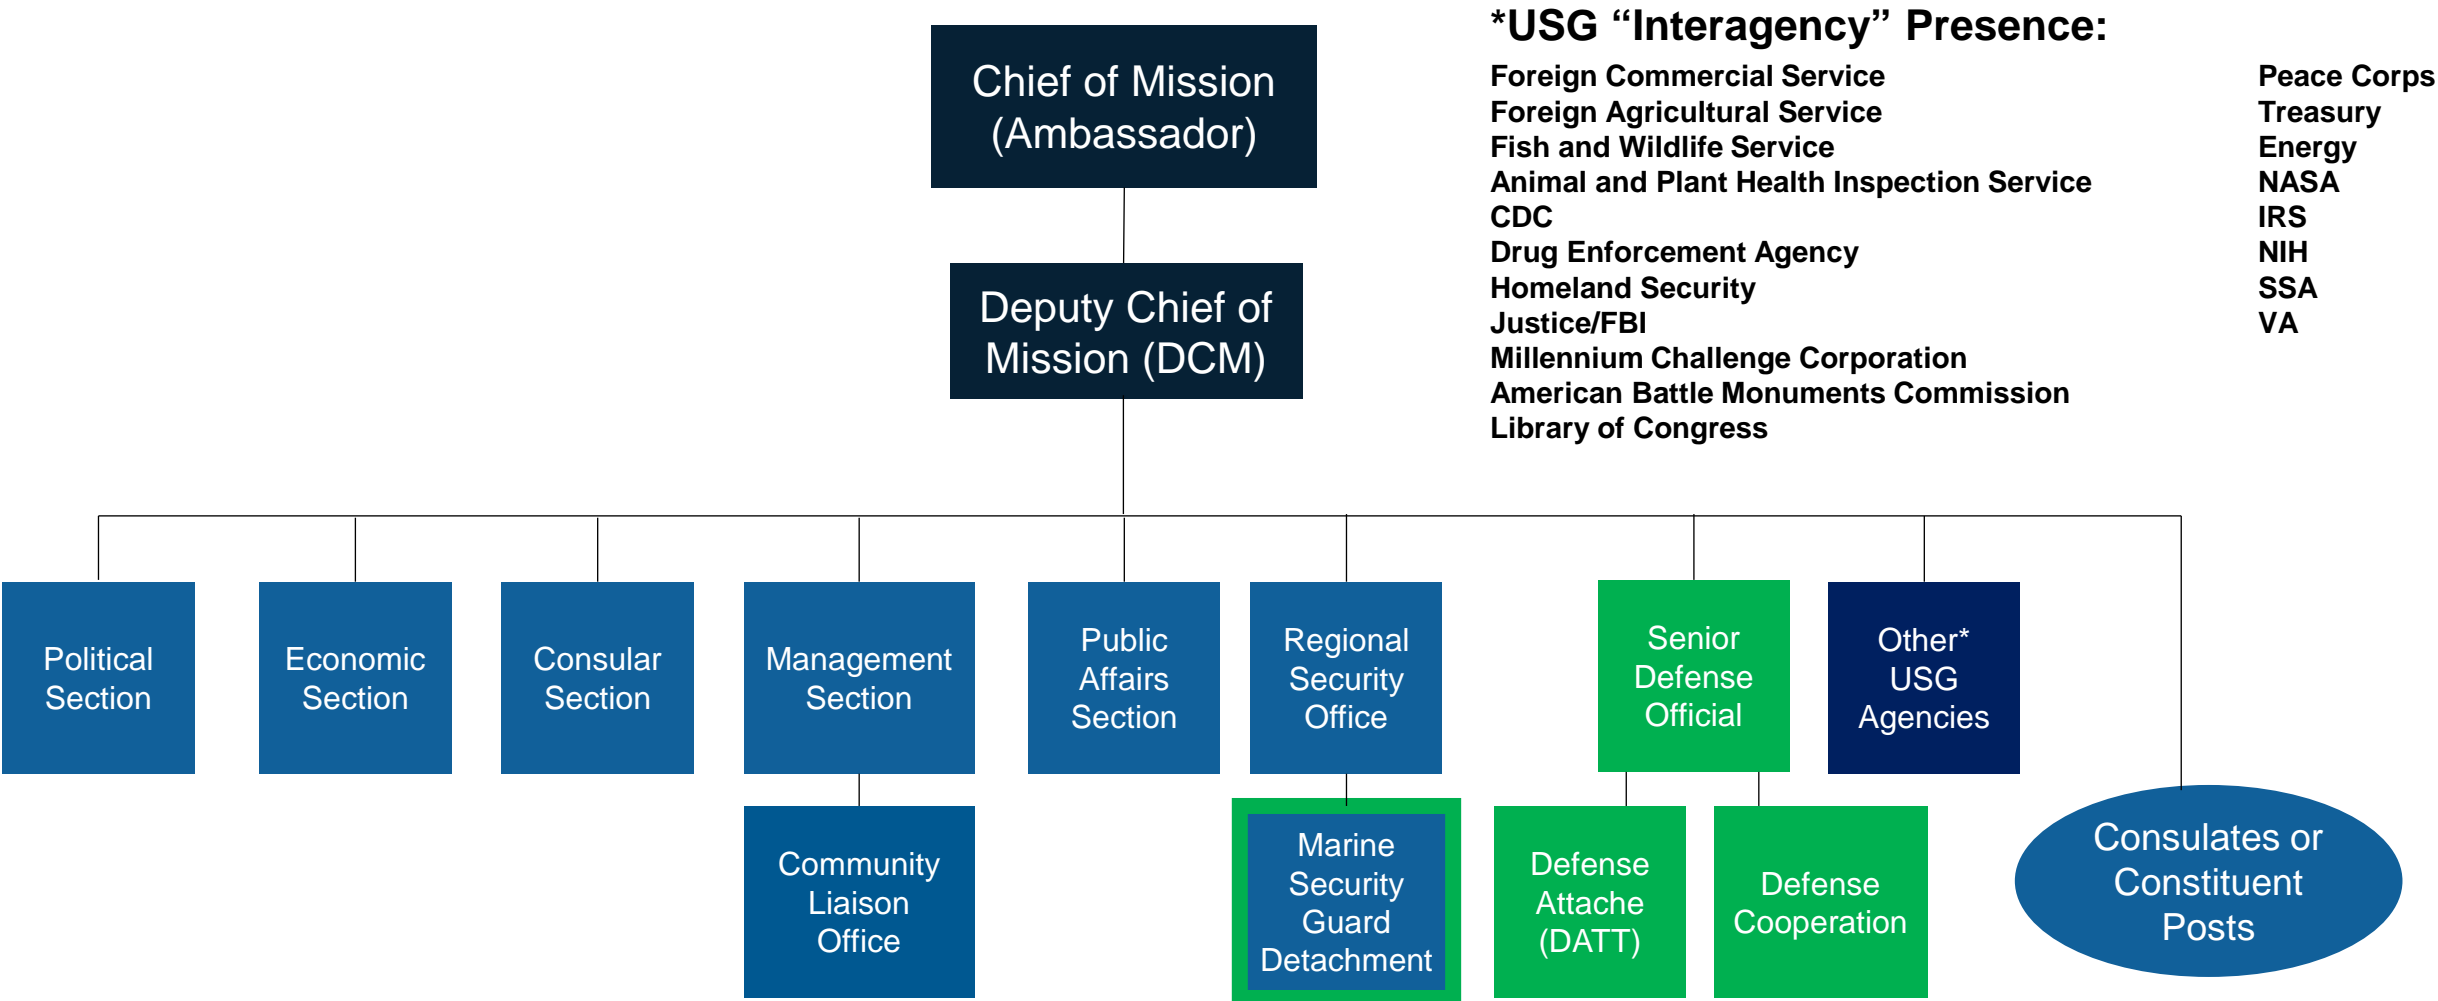 *USG “Interagency” Presence:
Foreign Commercial Service
Foreign Agricultural Service
Fish and Wildlife Service
Animal and Plant Health Inspection Service
CDC
Drug Enforcement Agency
Homeland Security
Justice/FBI
Millennium Challenge Corporation
American Battle Monuments Commission
Library of Congress
Peace Corps
Treasury
Energy
NASA
IRS
NIH
SSA
VA
Chief of Mission
(Ambassador)
Deputy Chief of
Mission (DCM)
Political
Section
Economic
Section
Consular
Section
Management
Section
Public
Affairs
Section
Regional
Security
Office
Senior
Defense
Official
Other*
USG
Agencies
Community
Liaison
Office
Marine
Security
Guard
Detachment
Defense
Attache
(DATT)
Defense
Cooperation
Consulates or
Constituent
Posts